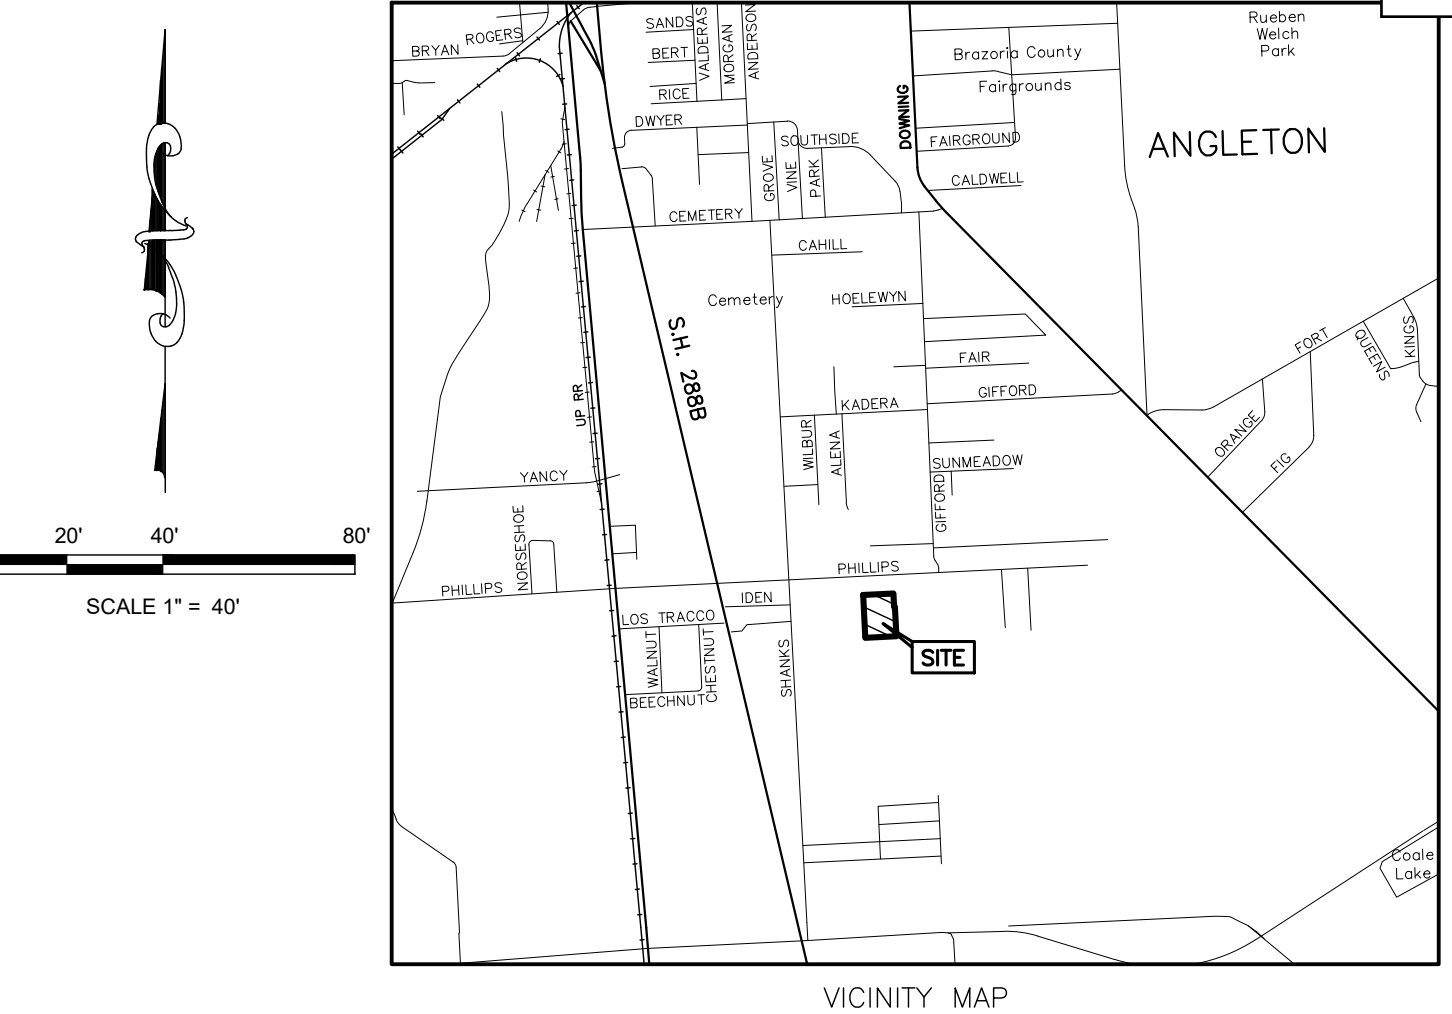 20' 40' 80'
SCALE 1" = 40'
BRYAN
ROGERS
SANDS
BERT
RICE
DWYER
VALDERAS
MORGAN
ANDERSON
DOWNING
Brazoria County
Fairgrounds
Rueben
Welch
Park
ANGLETON
FAIRGROUND
CALDWELL
SOUTHSIDE
GROVE
VINE
PARK
CEMETERY
CAHILL
Cemetery
HOELEWYN
S.H. 288B
UP RR
FAIR
GIFFORD
KADERA
WILBUR
ALENA
SUNMEADOW
GIFFORD
FORT
QUEENS
KINGS
ORANGE
FIG
YANCY
NORSESHOE
PHILLIPS
PHILLIPS
IDEN
LOS TRACCO
WALNUT
CHESTNUT
BEECHNUT
SHANKS
SITE
Coale
Lake
VICINITY MAP